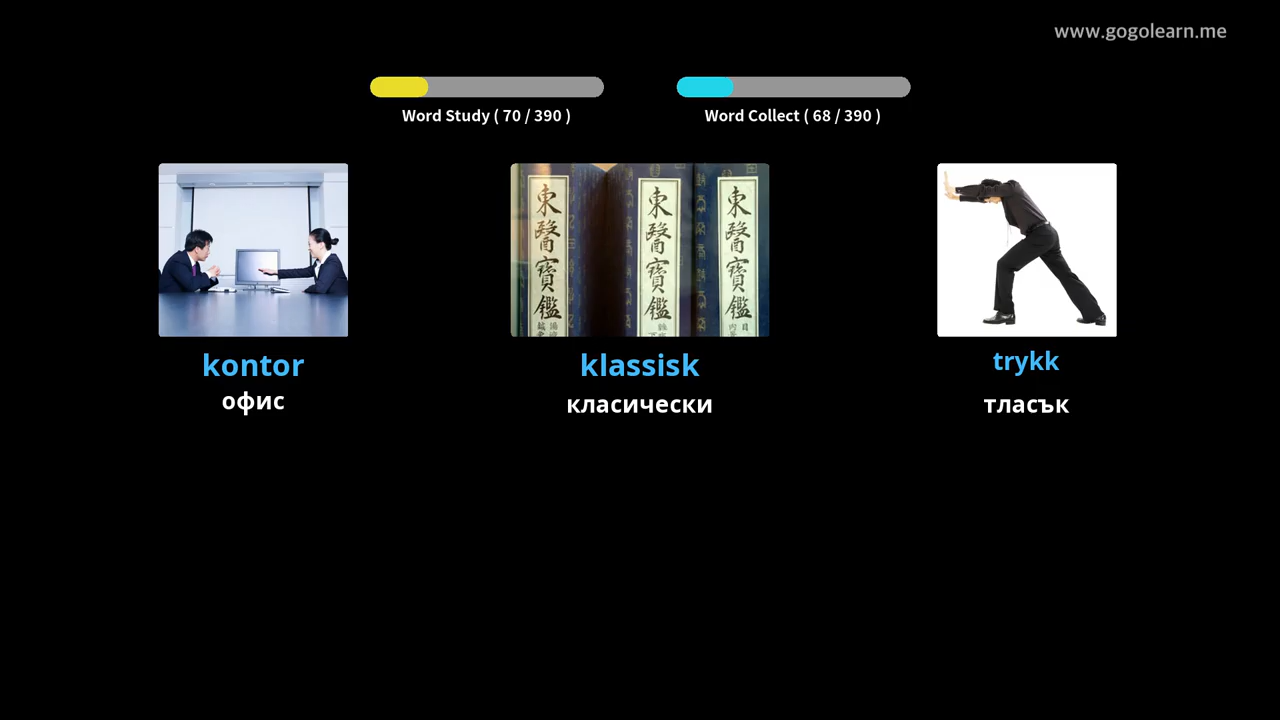 www.gogolearn.me
Word Study ( 70 / 390 )
Word Collect ( 68 / 390 )
東醫寶鑑
東醫寶鑑
東醫寶鑑
kontor
klassisk
trykk
офис
класически
тласък